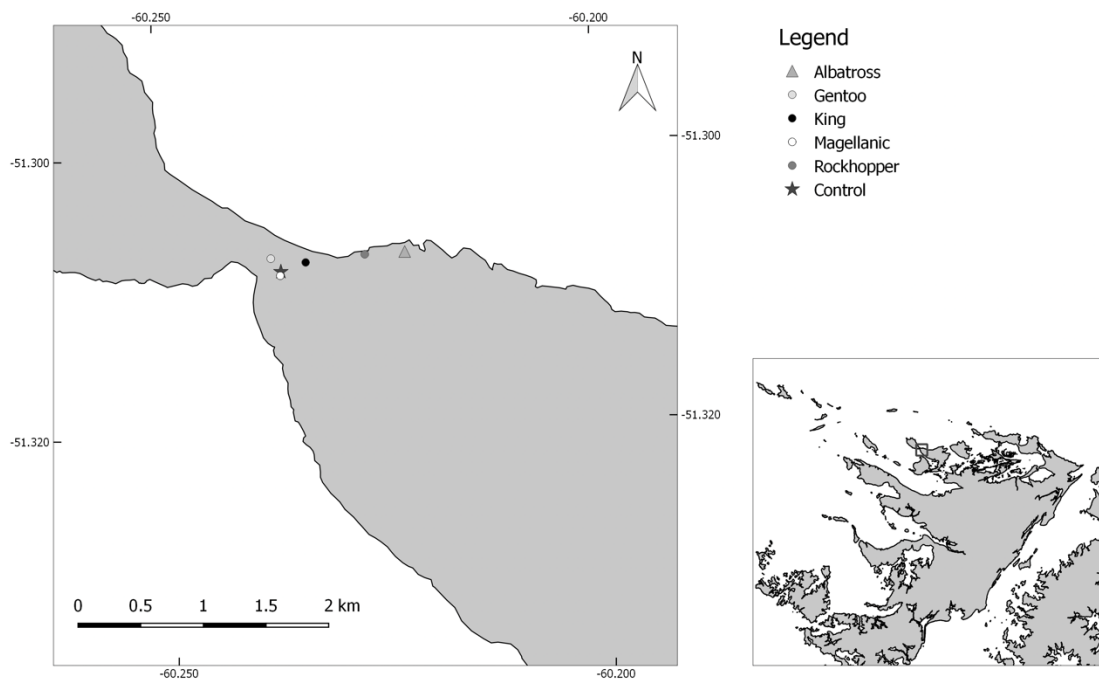 -60.250 -60.200
Legend
N
Albatross
Gentoo
King
Magellanic
Rockhopper
Control
-51.300 -51.300
-51.320 -51.320
0 0.5 1 1.5 2 km
-60.250 -60.200